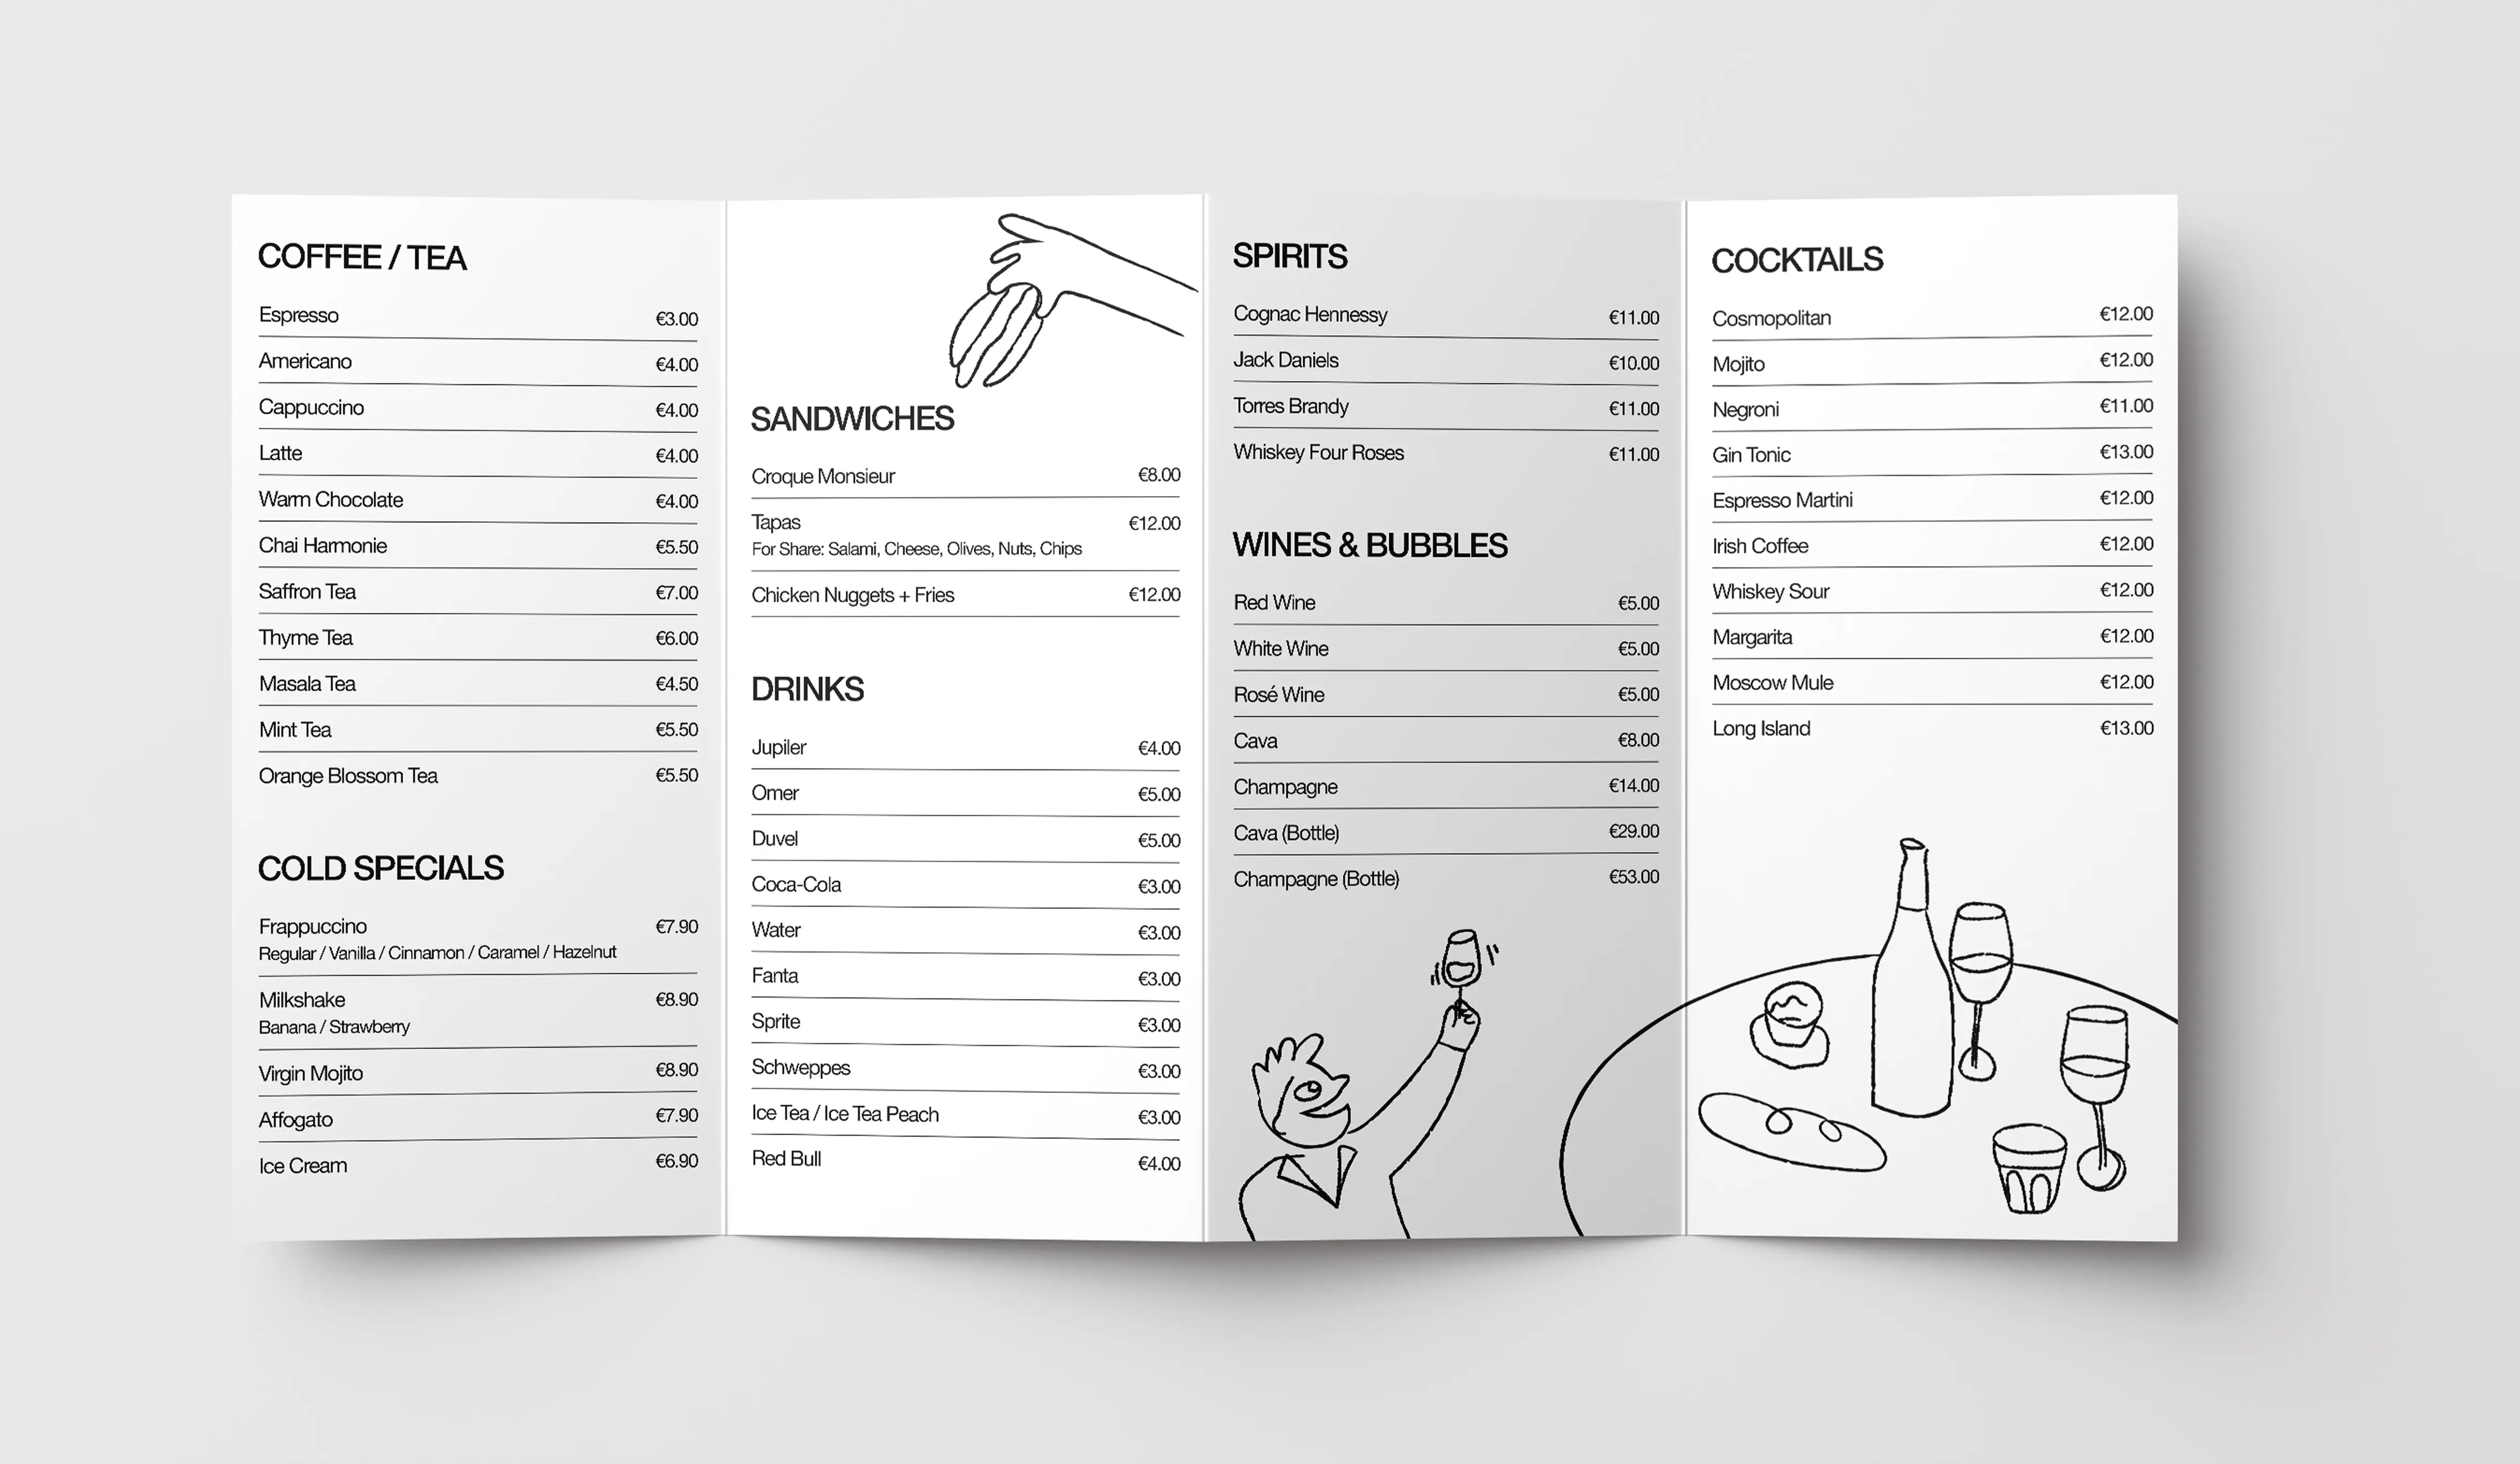 COFFEE / TEA
Espresso €3.00
Americano €4.00
Cappuccino €4.00
Latte €4.00
Warm Chocolate €4.00
Chai Harmonie €5.50
Saffron Tea €7.00
Thyme Tea €6.00
Masala Tea €4.50
Mint Tea €5.50
Orange Blossom Tea €5.50
COLD SPECIALS
Frappuccino €7.90
Regular / Vanilla / Cinnamon / Caramel / Hazelnut
Milkshake €8.90
Banana / Strawberry
Virgin Mojito €8.90
Affogato €7.90
Ice Cream €6.90
SANDWICHES
Croque Monsieur €8.00
Tapas €12.00
For Share: Salami, Cheese, Olives, Nuts, Chips
Chicken Nuggets + Fries €12.00
DRINKS
Jupiler €4.00
Omer €5.00
Duvel €5.00
Coca-Cola €3.00
Water €3.00
Fanta €3.00
Sprite €3.00
Schweppes €3.00
Ice Tea / Ice Tea Peach €3.00
Red Bull €4.00
SPIRITS
Cognac Hennessy €11.00
Jack Daniels €10.00
Torres Brandy €11.00
Whiskey Four Roses €11.00
WINES & BUBBLES
Red Wine €5.00
White Wine €5.00
Rosé Wine €5.00
Cava €8.00
Champagne €14.00
Cava (Bottle) €29.00
Champagne (Bottle) €53.00
COCKTAILS
Cosmopolitan €12.00
Mojito €12.00
Negroni €11.00
Gin Tonic €13.00
Espresso Martini €12.00
Irish Coffee €12.00
Whiskey Sour €12.00
Margarita €12.00
Moscow Mule €12.00
Long Island €13.00